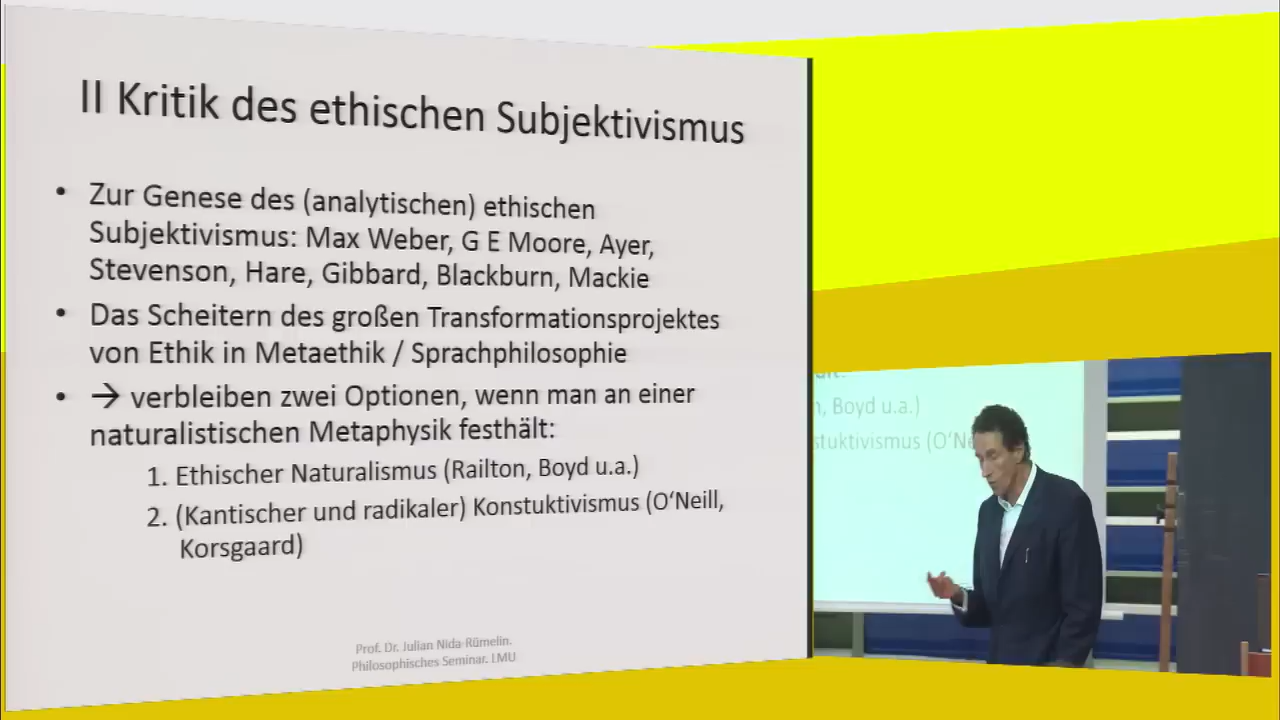 II Kritik des ethischen Subjektivismus
• Zur Genese des (analytischen) ethischen
Subjektivismus: Max Weber, G E Moore, Ayer,
Stevenson, Hare, Gibbard, Blackburn, Mackie
• Das Scheitern des großen Transformationsprojektes
von Ethik in Metaethik / Sprachphilosophie
• → verbleiben zwei Optionen, wenn man an einer
naturalistischen Metaphysik festhält:
1. Ethischer Naturalismus (Railton, Boyd u.a.)
2. (Kantischer und radikaler) Konstuktivismus (O‘Neill,
Korsgaard)
Prof. Dr. Julian Nida-Rümelin.
Philosophisches Seminar. LMU
, Boyd u.a.)
stuktivismus (O‘Ne